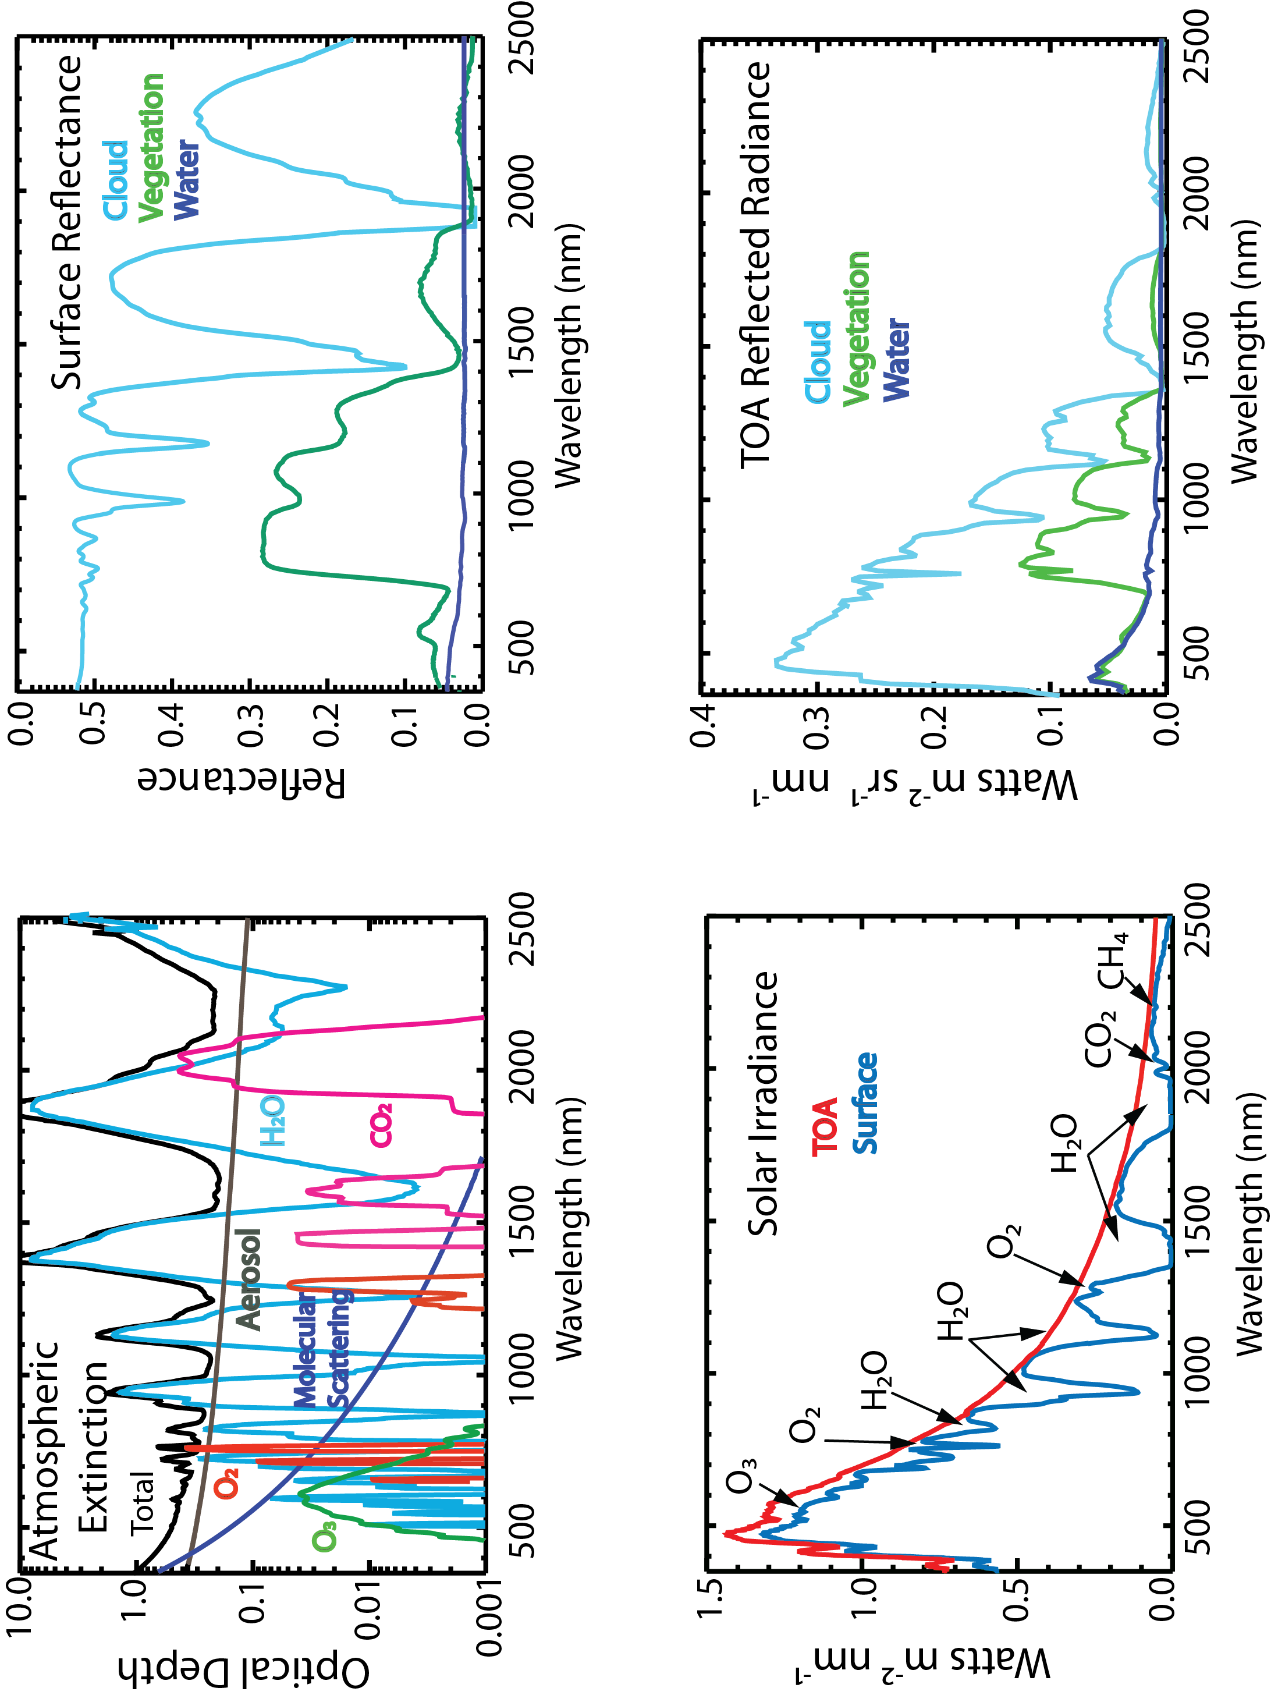 Atmospheric
Extinction
Total
O₂
O₃
Aerosol
Molecular
Scattering
H₂O
CO₂
10.0
1.0
0.1
0.01
0.001
Optical Depth
500
1000
1500
2000
2500
Wavelength (nm)
Surface Reflectance
Cloud
Vegetation
Water
0.0
0.5
0.4
0.3
0.2
0.1
0.0
Reflectance
500
1000
1500
2000
2500
Wavelength (nm)
Solar Irradiance
TOA
Surface
O₃
O₂
H₂O
H₂O
O₂
H₂O
CO₂
CH₄
1.5
1.0
0.5
0.0
Watts m⁻² nm⁻¹
500
1000
1500
2000
2500
Wavelength (nm)
TOA Reflected Radiance
Cloud
Vegetation
Water
0.4
0.3
0.2
0.1
0.0
Watts m⁻² sr⁻¹ nm⁻¹
500
1000
1500
2000
2500
Wavelength (nm)